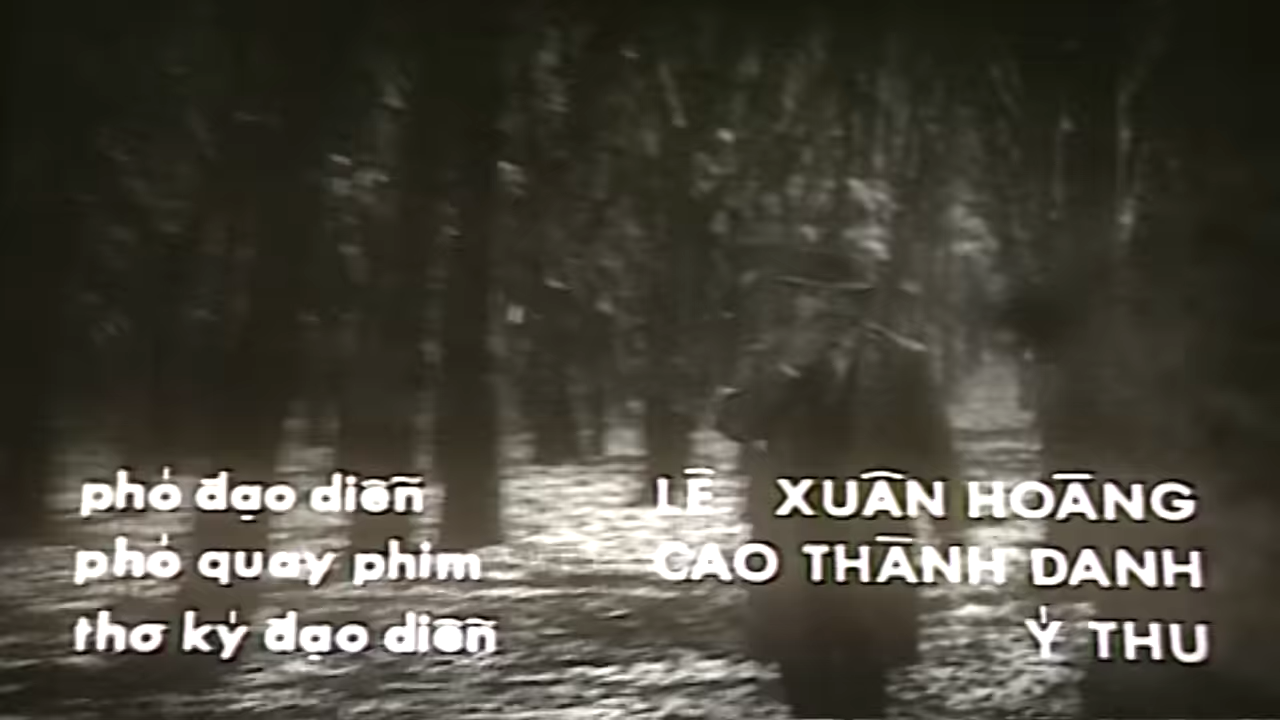 phó đạo diễn LÊ XUÂN HOÀNG
phó quay phim CAO THÀNH DANH
thơ ký đạo diễn Ý THU